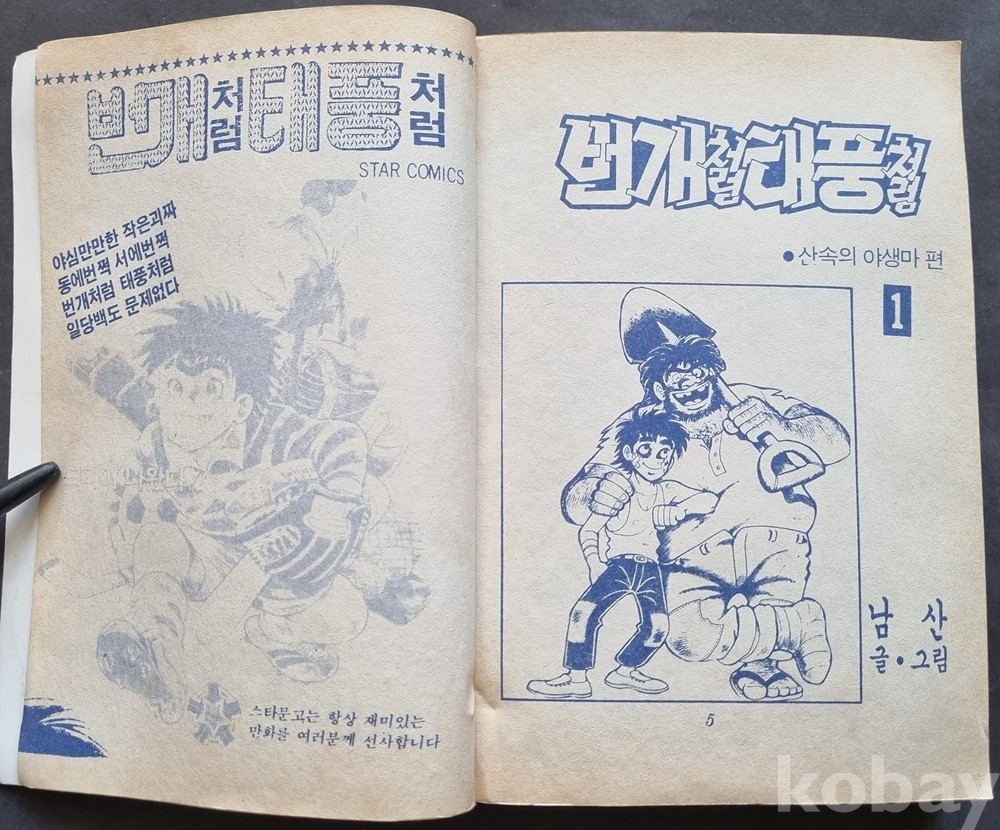 번개처럼 태풍처럼
STAR COMICS
야심만만한 작은괴짜
동에번쩍 서에번쩍
번개처럼 태풍처럼
일당백도 문제없다
스타문고는 항상 재미있는
만화를 여러분께 선사합니다
번개처럼 태풍처럼
●산속의 야생마 편
1
남 산
글·그림
5
kobay